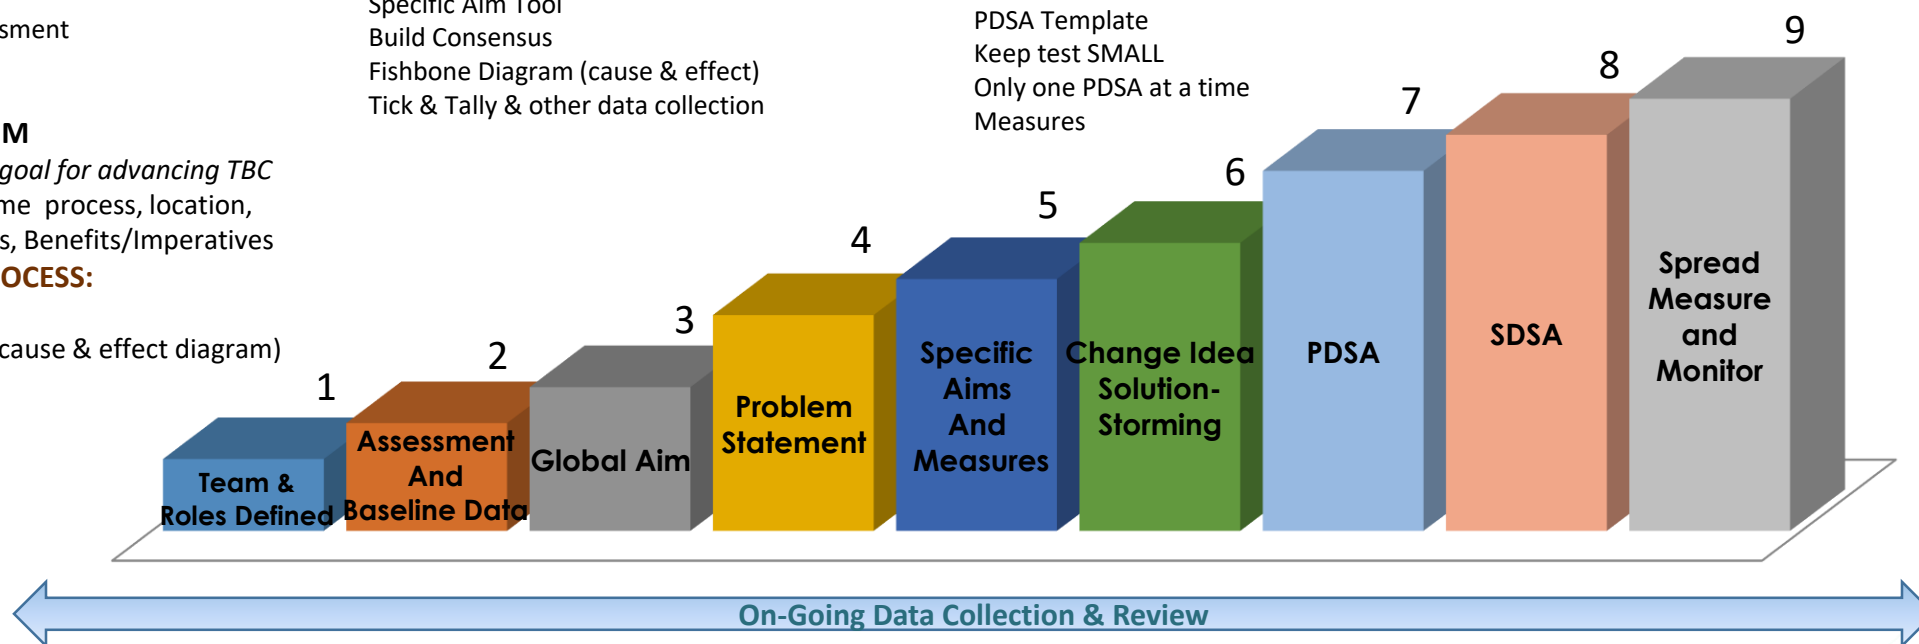 sment
M
goal for advancing TBC
me process, location,
s, Benefits/Imperatives
OCESS:
cause & effect diagram)
Specific Aim Tool
Build Consensus
Fishbone Diagram (cause & effect)
Tick & Tally & other data collection
PDSA Template
Keep test SMALL
Only one PDSA at a time
Measures
1
Team &
Roles Defined
2
Assessment
And
Baseline Data
3
Global Aim
4
Problem
Statement
5
Specific
Aims
And
Measures
6
Change Idea
Solution-
Storming
7
PDSA
8
SDSA
9
Spread
Measure
and
Monitor
On-Going Data Collection & Review